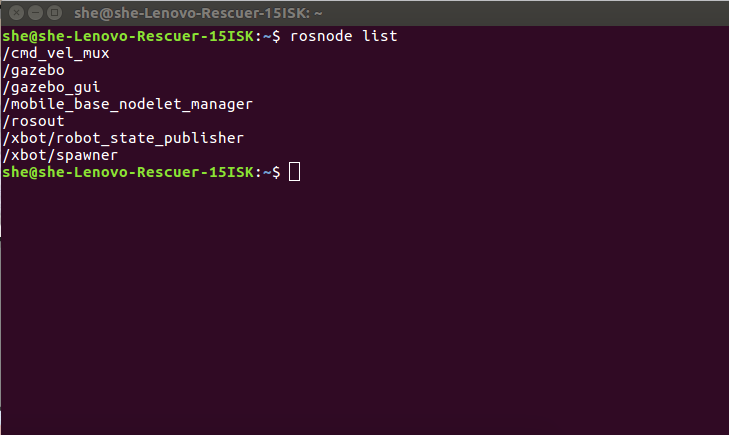 she@she-Lenovo-Rescuer-15ISK: ~
she@she-Lenovo-Rescuer-15ISK:~$ rosnode list
/cmd_vel_mux
/gazebo
/gazebo_gui
/mobile_base_nodelet_manager
/rosout
/xbot/robot_state_publisher
/xbot/spawner
she@she-Lenovo-Rescuer-15ISK:~$